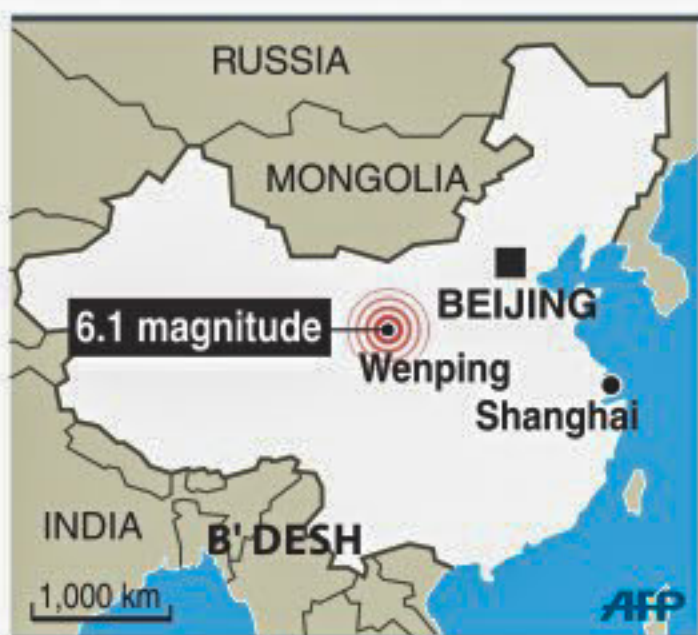 RUSSIA
MONGOLIA
BEIJING
6.1 magnitude
Wenping
Shanghai
INDIA
B' DESH
1,000 km
AFP